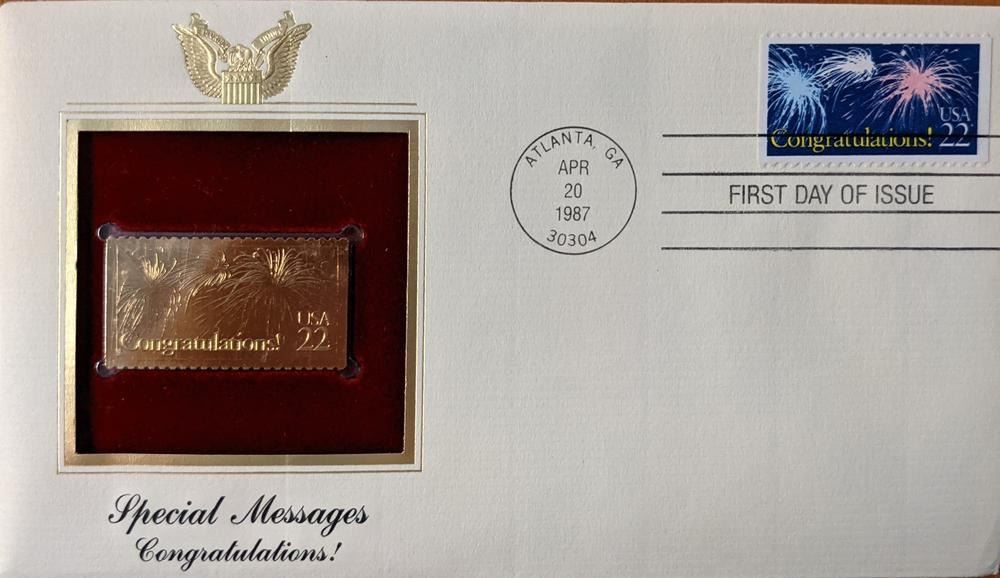 Congratulations!
USA
22
ATLANTA, GA
APR
20
1987
30304
FIRST DAY OF ISSUE
Congratulations!
USA
22
Special Messages
Congratulations!